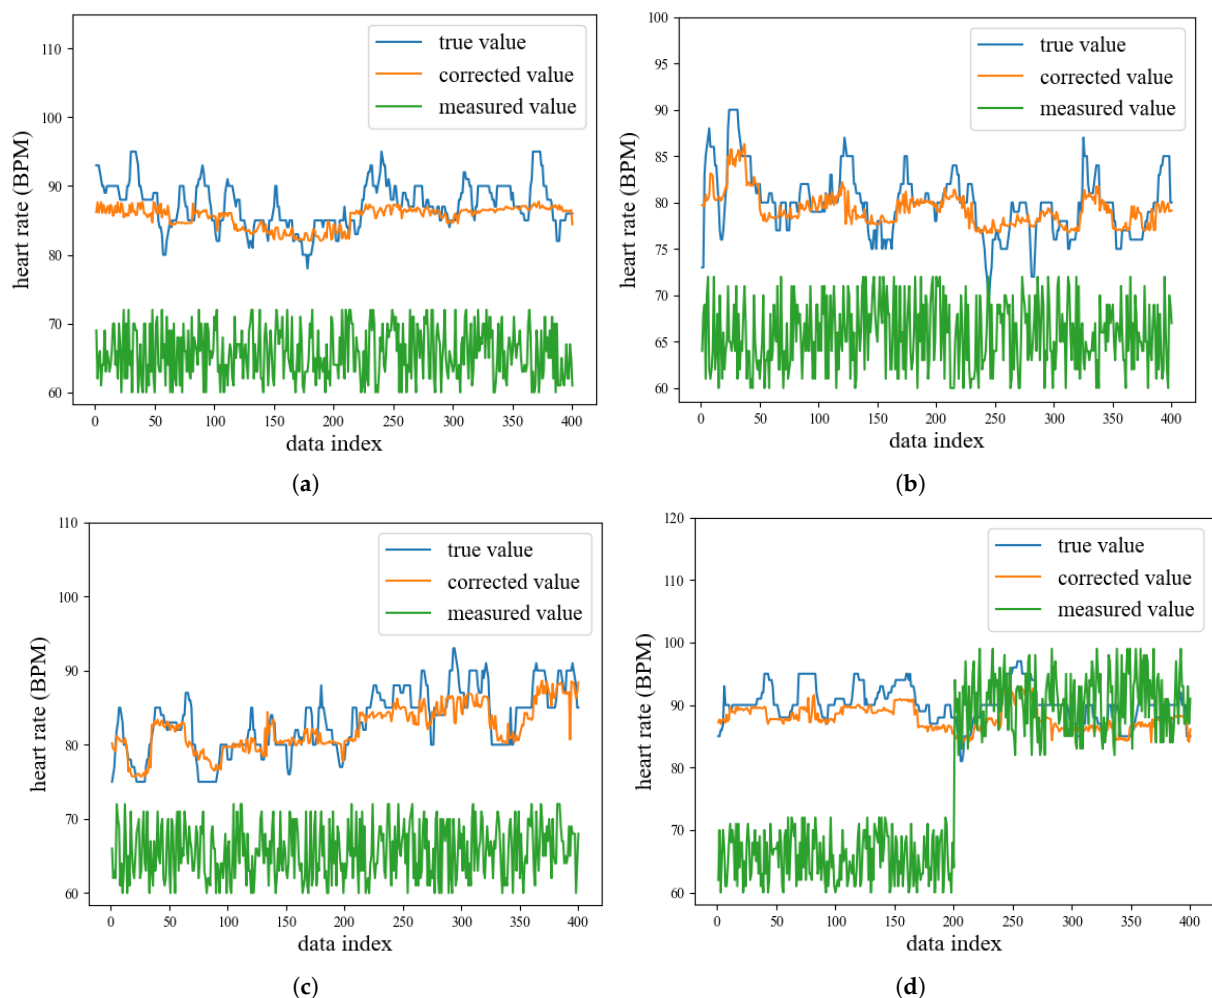 110
100
90
80
70
60
heart rate (BPM)
true value
corrected value
measured value
0 50 100 150 200 250 300 350 400
data index
(a)
100
95
90
85
80
75
70
65
60
heart rate (BPM)
true value
corrected value
measured value
0 50 100 150 200 250 300 350 400
data index
(b)
110
100
90
80
70
60
heart rate (BPM)
true value
corrected value
measured value
0 50 100 150 200 250 300 350 400
data index
(c)
120
110
100
90
80
70
60
heart rate (BPM)
true value
corrected value
measured value
0 50 100 150 200 250 300 350 400
data index
(d)